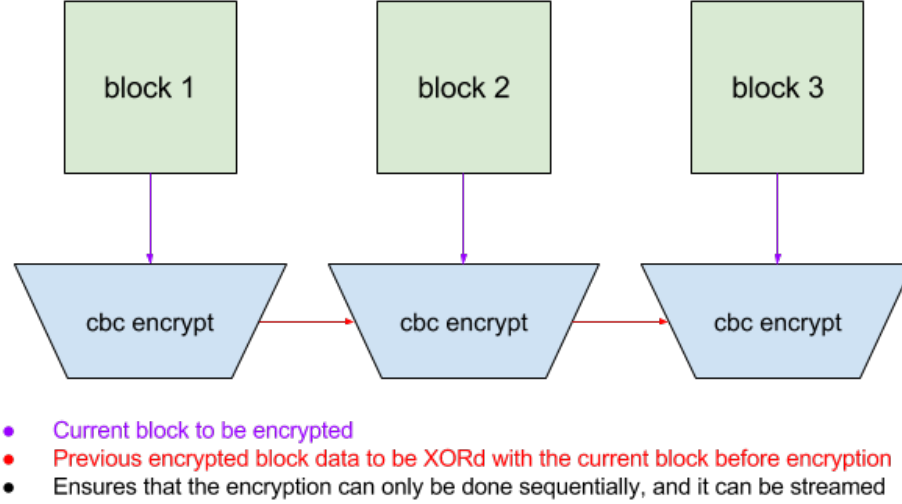 block 1
block 2
block 3
cbc encrypt
cbc encrypt
cbc encrypt
Current block to be encrypted
Previous encrypted block data to be XORd with the current block before encryption
Ensures that the encryption can only be done sequentially, and it can be streamed